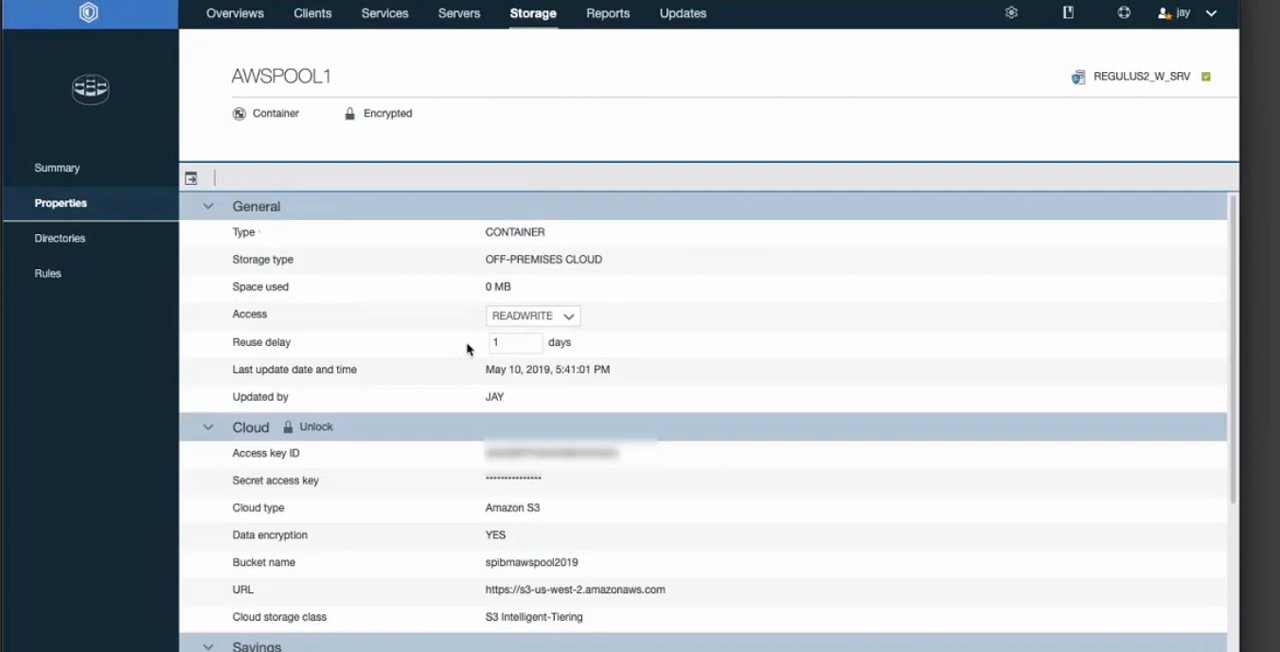 Overviews Clients Services Servers Storage Reports Updates jay
AWSPOOL1
REGULUS2_W_SRV
Container Encrypted
Summary
Properties
Directories
Rules
General
Type CONTAINER
Storage type OFF-PREMISES CLOUD
Space used 0 MB
Access READWRITE
Reuse delay 1 days
Last update date and time May 10, 2019, 5:41:01 PM
Updated by JAY
Cloud Unlock
Access key ID
Secret access key ***************
Cloud type Amazon S3
Data encryption YES
Bucket name spibmawspool2019
URL https://s3-us-west-2.amazonaws.com
Cloud storage class S3 Intelligent-Tiering
Savings